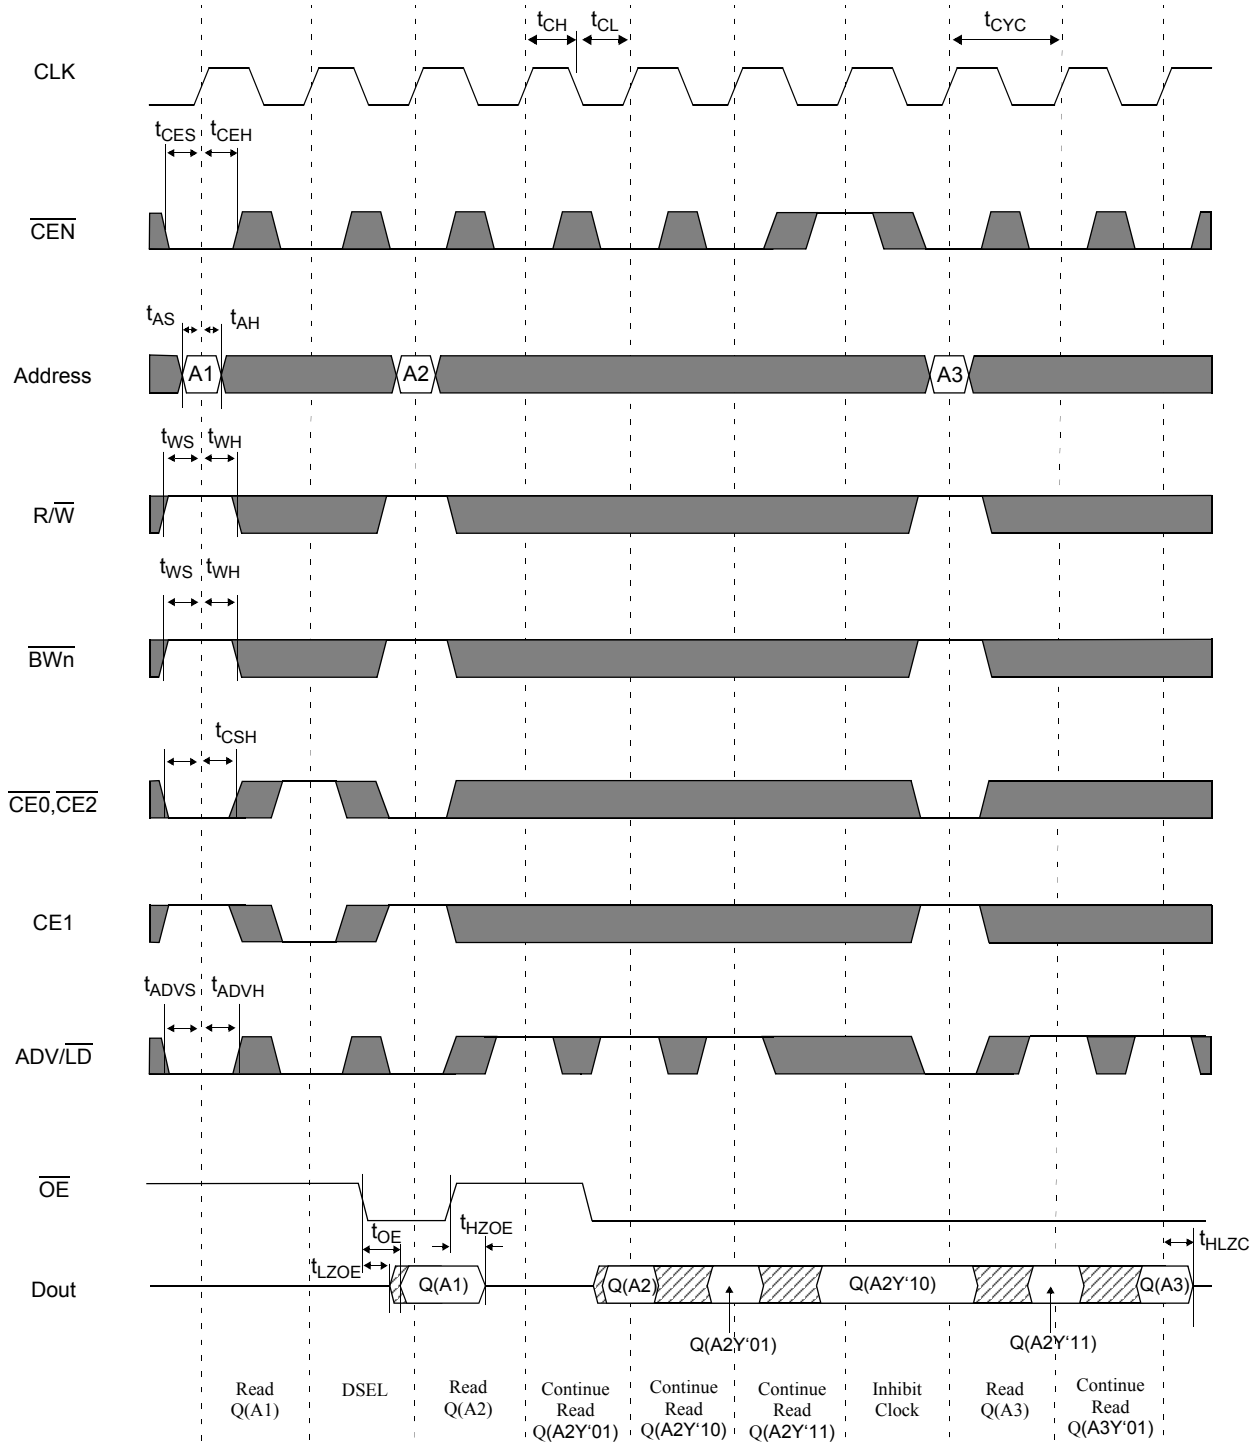 tCH tCL tCYC
CLK
tCES tCEH
CEN
tAS tAH
Address A1 A2 A3
tWS tWH
R/W
tWS tWH
BWn
tCSH
CE0,CE2
CE1
tADVS tADVH
ADV/LD
OE
tOE tHZOE tHLZC
tLZOE
Dout Q(A1) Q(A2) Q(A2Y‘10) Q(A3)
Q(A2Y‘01) Q(A2Y‘11)
Read DSEL Read Continue Continue Continue Inhibit Read Continue
Q(A1) Q(A2) Read Read Read Clock Q(A3) Read
Q(A2Y‘01) Q(A2Y‘10) Q(A2Y‘11) Q(A3Y‘01)